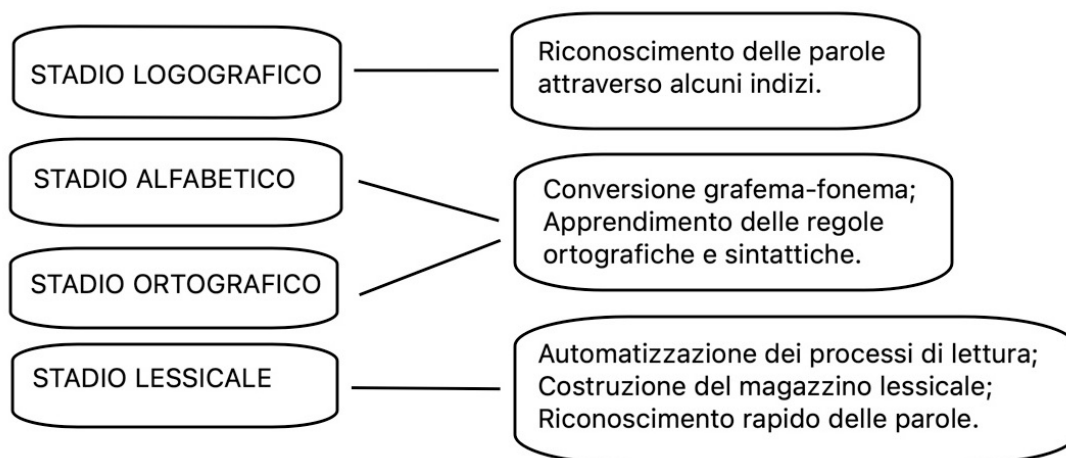 STADIO LOGOGRAFICO
Riconoscimento delle parole
attraverso alcuni indizi.
STADIO ALFABETICO
STADIO ORTOGRAFICO
Conversione grafema-fonema;
Apprendimento delle regole
ortografiche e sintattiche.
STADIO LESSICALE
Automatizzazione dei processi di lettura;
Costruzione del magazzino lessicale;
Riconoscimento rapido delle parole.